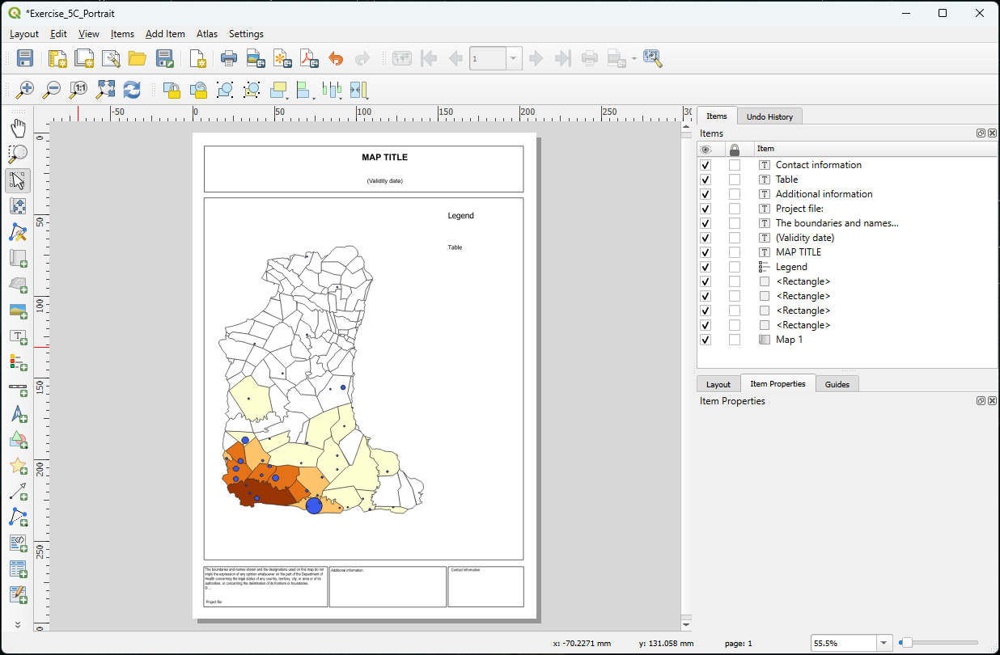 *Exercise_5C_Portrait
Layout Edit View Items Add Item Atlas Settings
1
1:1
-50 0 50 100 150 200 250 30
Items Undo History
Items
Item
Contact information
Table
Additional information
Project file:
The boundaries and names...
(Validity date)
MAP TITLE
Legend
<Rectangle>
<Rectangle>
<Rectangle>
<Rectangle>
Map 1
Layout Item Properties Guides
Item Properties
0
50
100
150
200
250
0
MAP TITLE
(Validity date)
Legend
Table
The boundaries and names shown and the designations used on this map do not
imply the expression of any opinion whatsoever on the part of the Department of
Health concerning the legal status of any country, territory, city, or area or of its
authorities, or concerning the delimitation of its frontiers or boundaries.
© ...
Project file:
Additional information
Contact information
x: -70.2271 mm y: 131.058 mm page: 1 55.5%